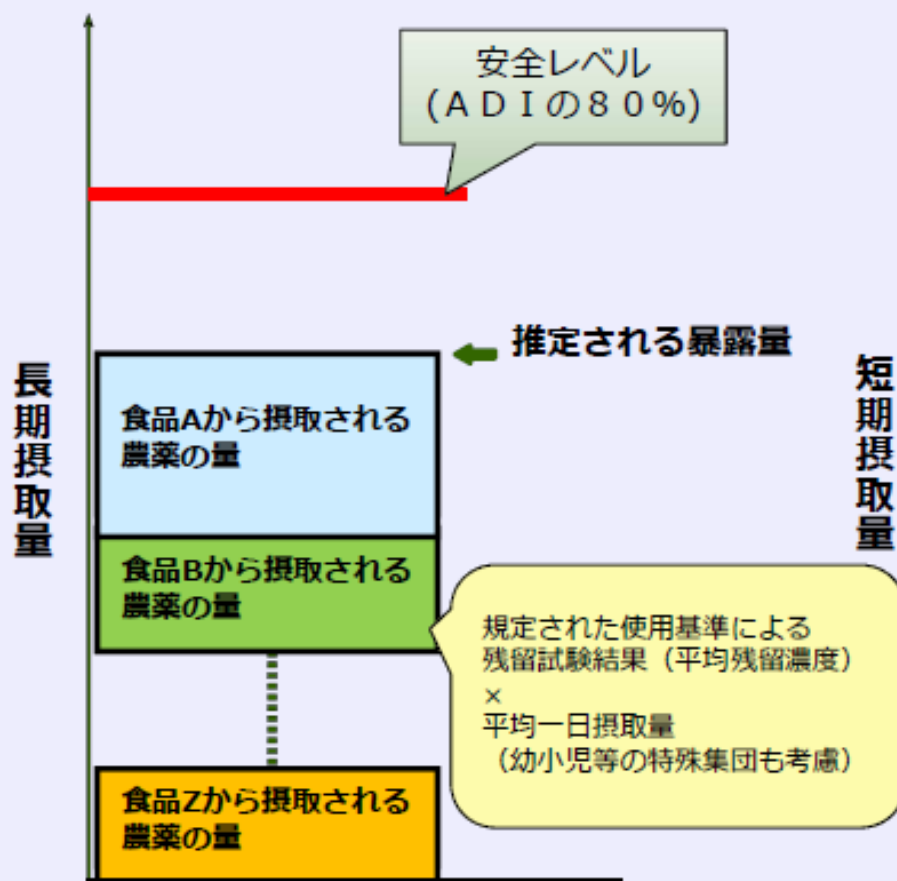 安全レベル
(ＡＤＩの８０%)
推定される暴露量
長期摂取量
短期摂取量
食品Aから摂取される
農薬の量
食品Bから摂取される
農薬の量
規定された使用基準による
残留試験結果（平均残留濃度）
×
平均一日摂取量
（幼小児等の特殊集団も考慮）
食品Zから摂取される
農薬の量